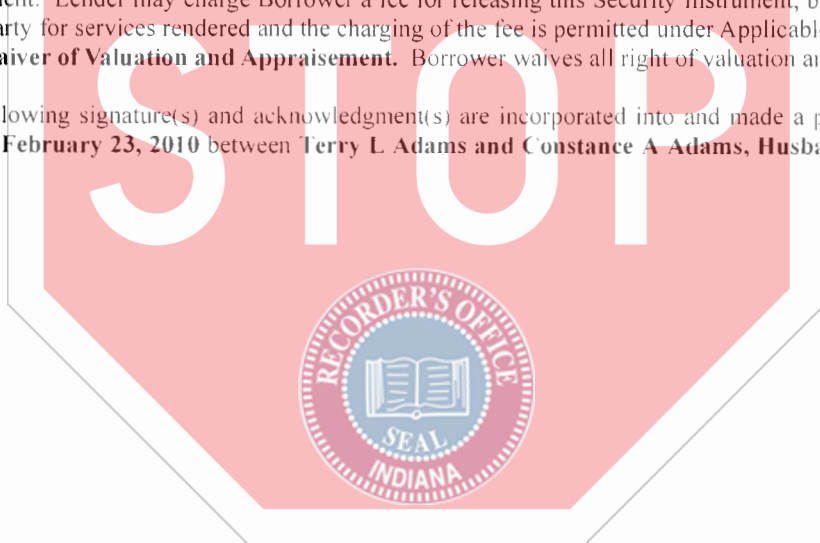 Lender may charge Borrower a fee for releasing this Security Instrument,
arty for services rendered and the charging of the fee is permitted under Applicabl
aiver of Valuation and Appraisement. Borrower waives all right of valuation a
lowing signature(s) and acknowledgment(s) are incorporated into and made a p
February 23, 2010 between Terry L Adams and Constance A Adams, Husba
STOP
RECORDER'S OFFICE
SEAL
INDIANA